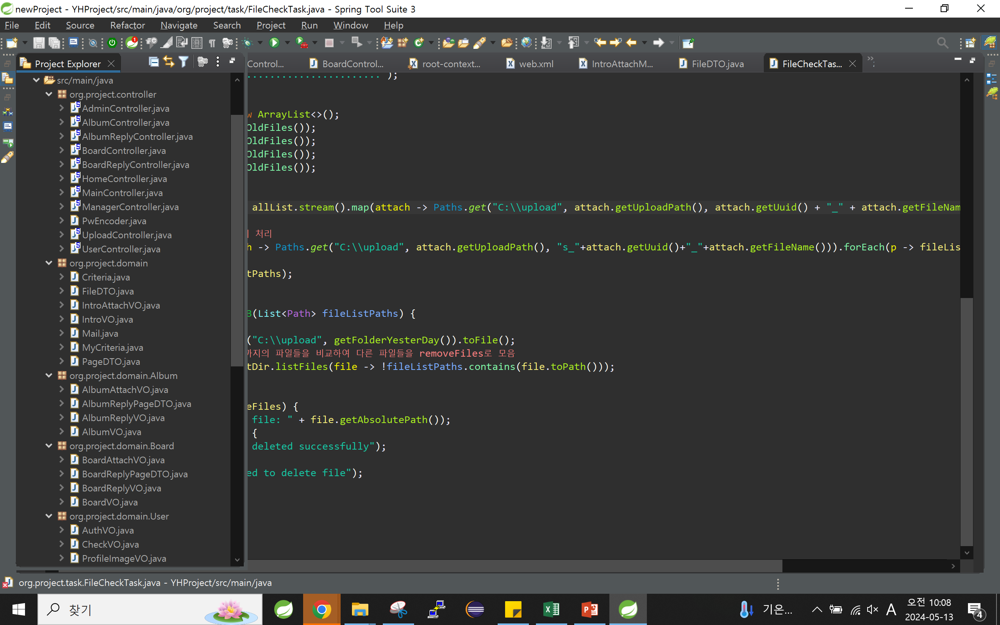 newProject - YHProject/src/main/java/org/project/task/FileCheckTask.java - Spring Tool Suite 3
File Edit Source Refactor Navigate Search Project Run Window Help
Project Explorer
Control... BoardControl... root-context... web.xml IntroAttachM... FileDTO.java FileCheckTas...
src/main/java
org.project.controller
AdminController.java
AlbumController.java
AlbumReplyController.java
BoardController.java
BoardReplyController.java
HomeController.java
MainController.java
ManagerController.java
PwEncoder.java
UploadController.java
UserController.java
org.project.domain
Criteria.java
FileDTO.java
IntroAttachVO.java
IntroVO.java
Mail.java
MyCriteria.java
PageDTO.java
org.project.domain.Album
AlbumAttachVO.java
AlbumReplyPageDTO.java
AlbumReplyVO.java
AlbumVO.java
org.project.domain.Board
BoardAttachVO.java
BoardReplyPageDTO.java
BoardReplyVO.java
BoardVO.java
org.project.domain.User
AuthVO.java
CheckVO.java
ProfileImageVO.java
....................... );
w ArrayList<>();
OldFiles());
OldFiles());
OldFiles());
OldFiles());
allList.stream().map(attach -> Paths.get("C:\\upload", attach.getUploadPath(), attach.getUuid() + "_" + attach.getFileNam
처리
h -> Paths.get("C:\\upload", attach.getUploadPath(), "s_"+attach.getUuid()+"_"+attach.getFileName())).forEach(p -> fileLis
tPaths);
B(List<Path> fileListPaths) {
("C:\\upload", getFolderYesterDay()).toFile();
까지의 파일들을 비교하여 다른 파일들을 removeFiles로 모음
tDir.listFiles(file -> !fileListPaths.contains(file.toPath()));
eFiles) {
file: " + file.getAbsolutePath());
{
deleted successfully");
ed to delete file");
org.project.task.FileCheckTask.java - YHProject/src/main/java
찾기
기온...
A
오전 10:08
2024-05-13
4